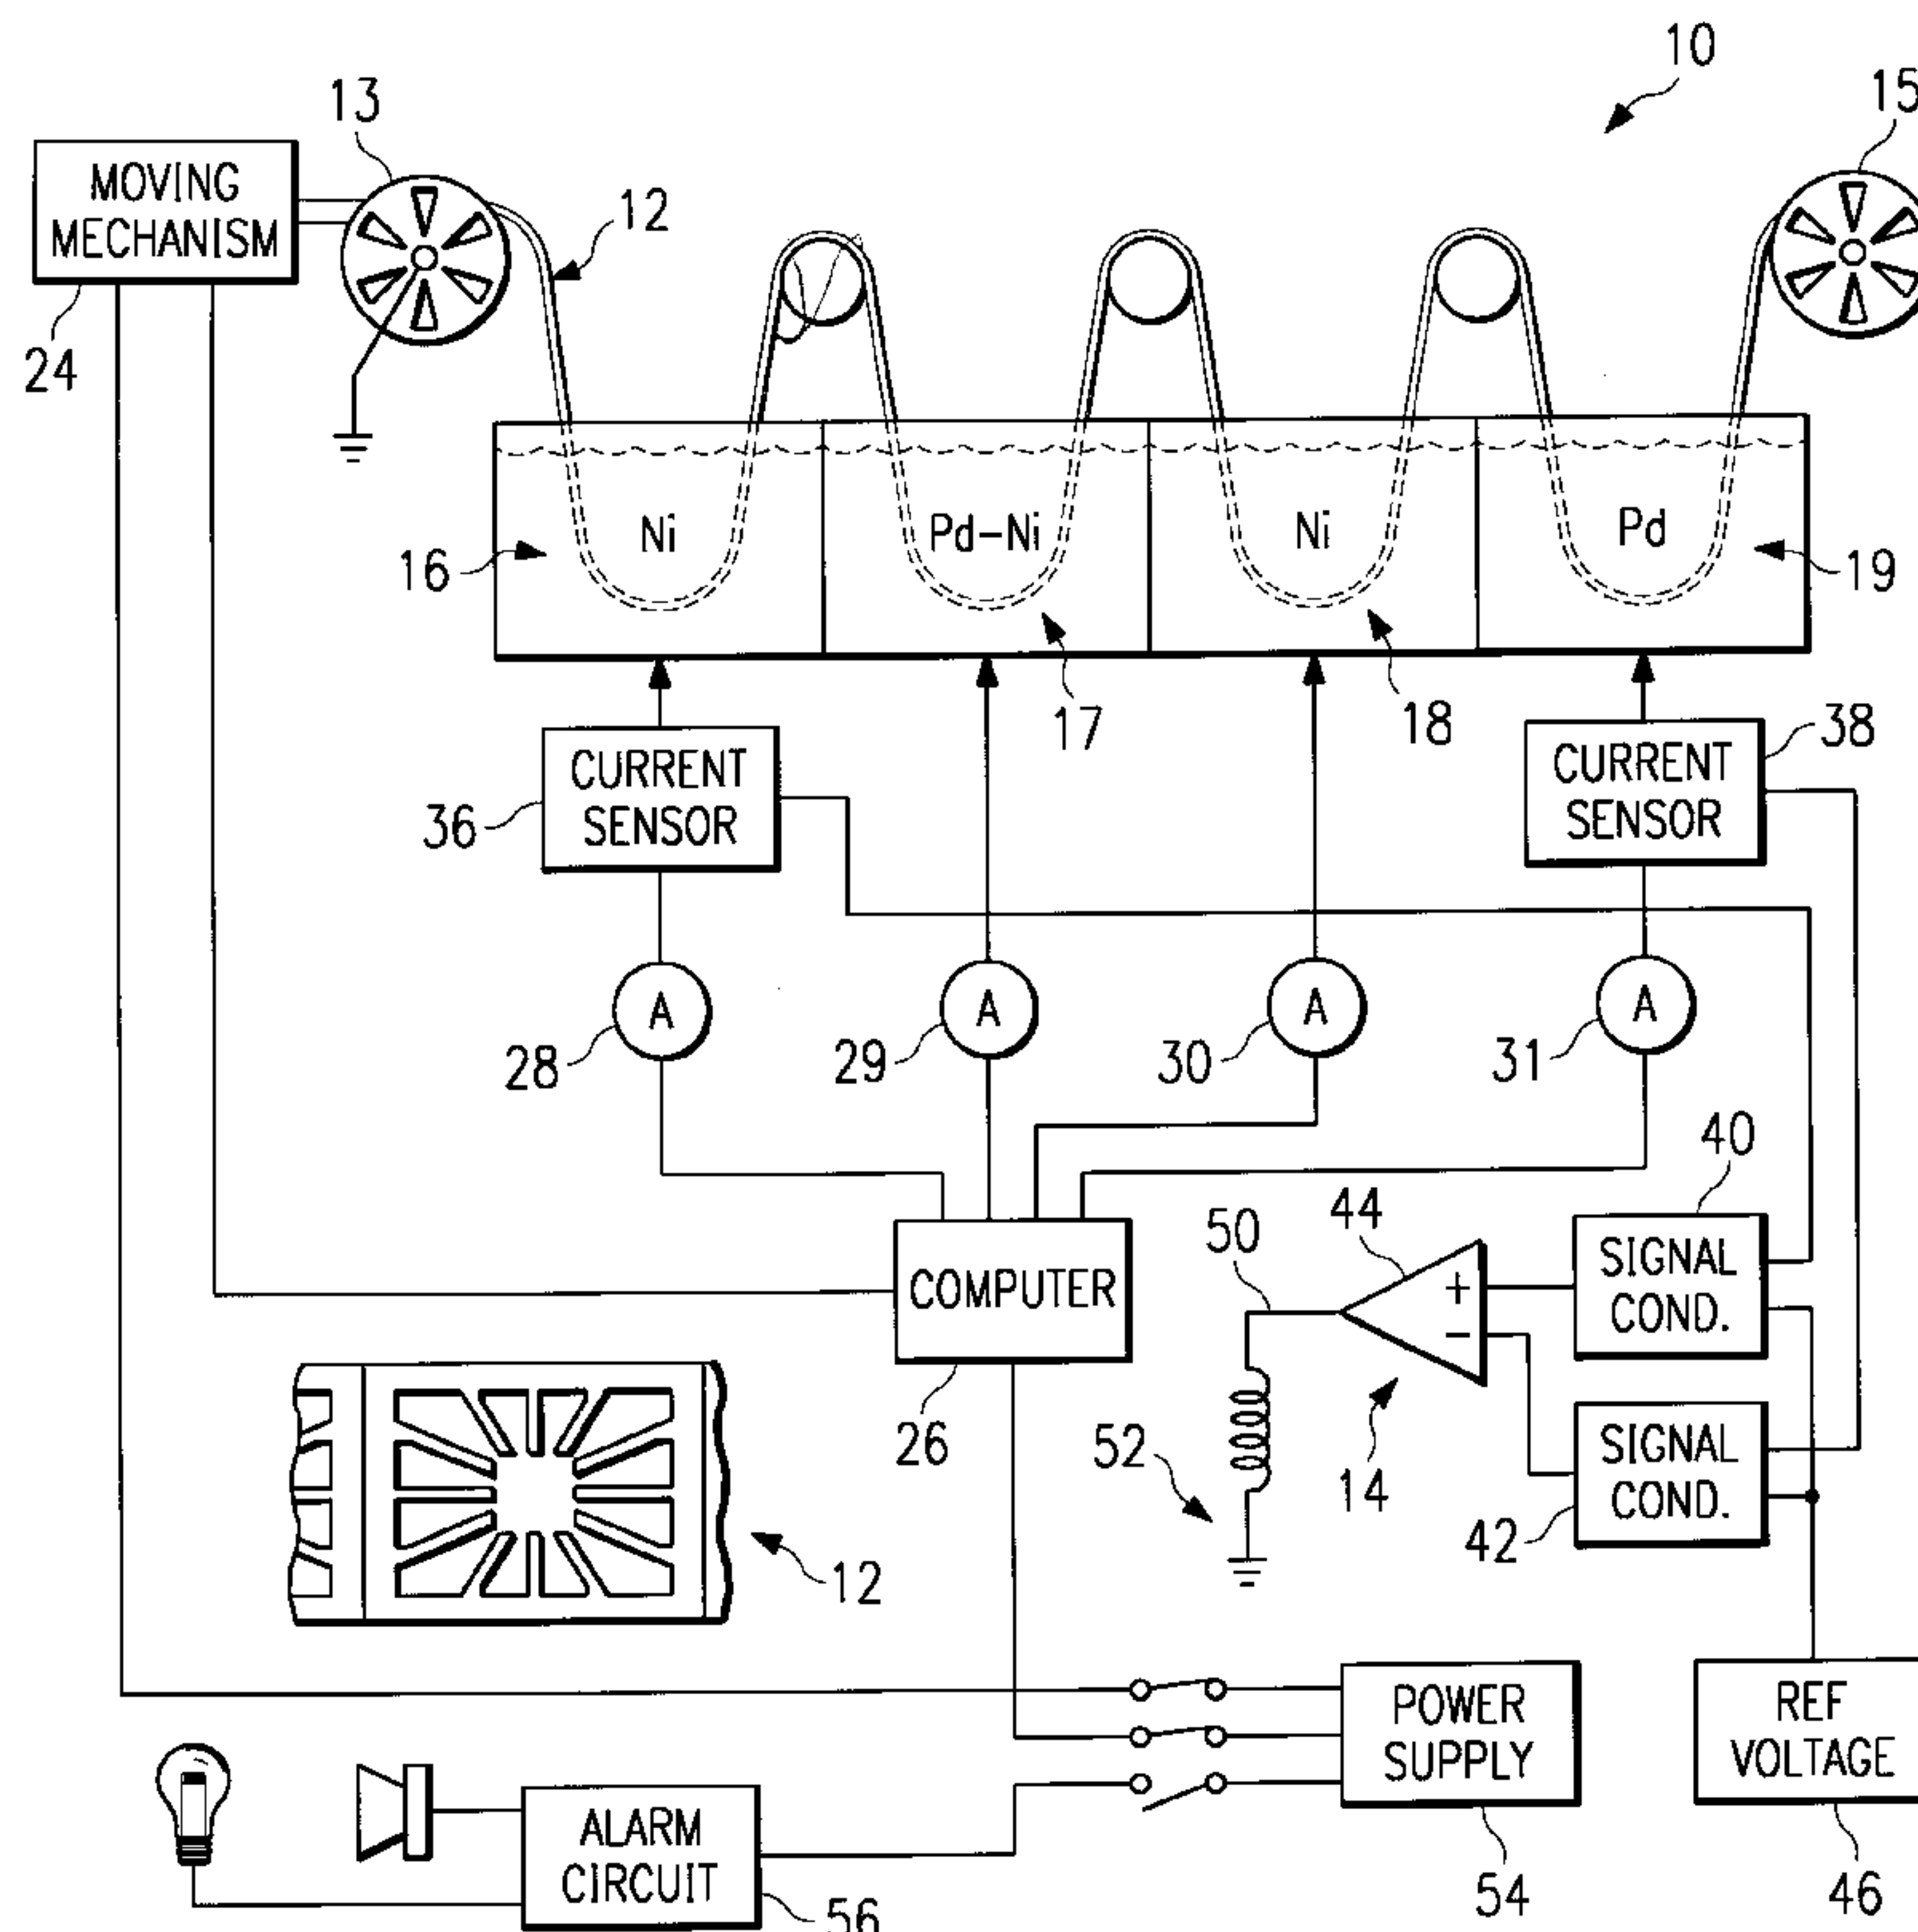 10
13
15
MOVING
MECHANISM
12
24
Ni
Pd-Ni
Ni
Pd
16
19
17
18
CURRENT
SENSOR
36
CURRENT
SENSOR
38
A
A
A
A
28
29
30
31
40
44
50
SIGNAL
COND.
+
−
COMPUTER
26
52
14
SIGNAL
COND.
42
12
POWER
SUPPLY
REF
VOLTAGE
ALARM
CIRCUIT
54
46
56